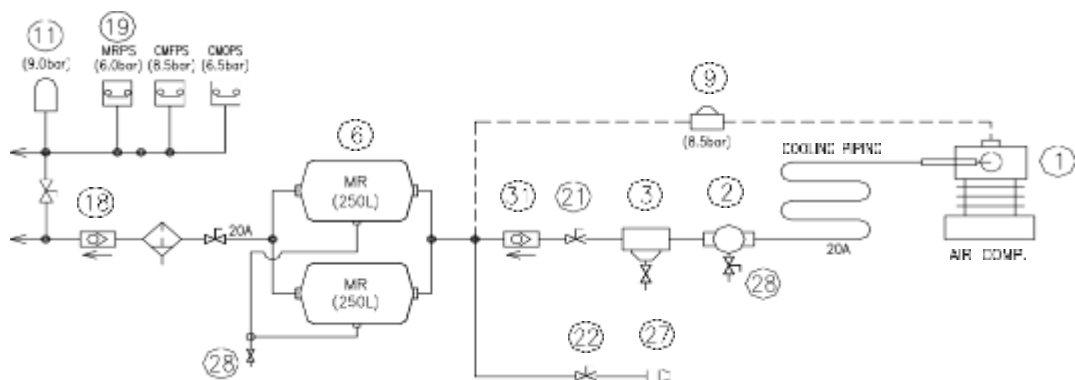 11
(9.0bar)
19
MRPS
(6.0bar)
CMFPS
(8.5bar)
CMOPS
(6.5bar)
9
(8.5bar)
COOLING PIPING
1
6
MR
(250L)
18
20A
31
21
3
2
20A
AIR COMP.
28
MR
(250L)
28
22
27